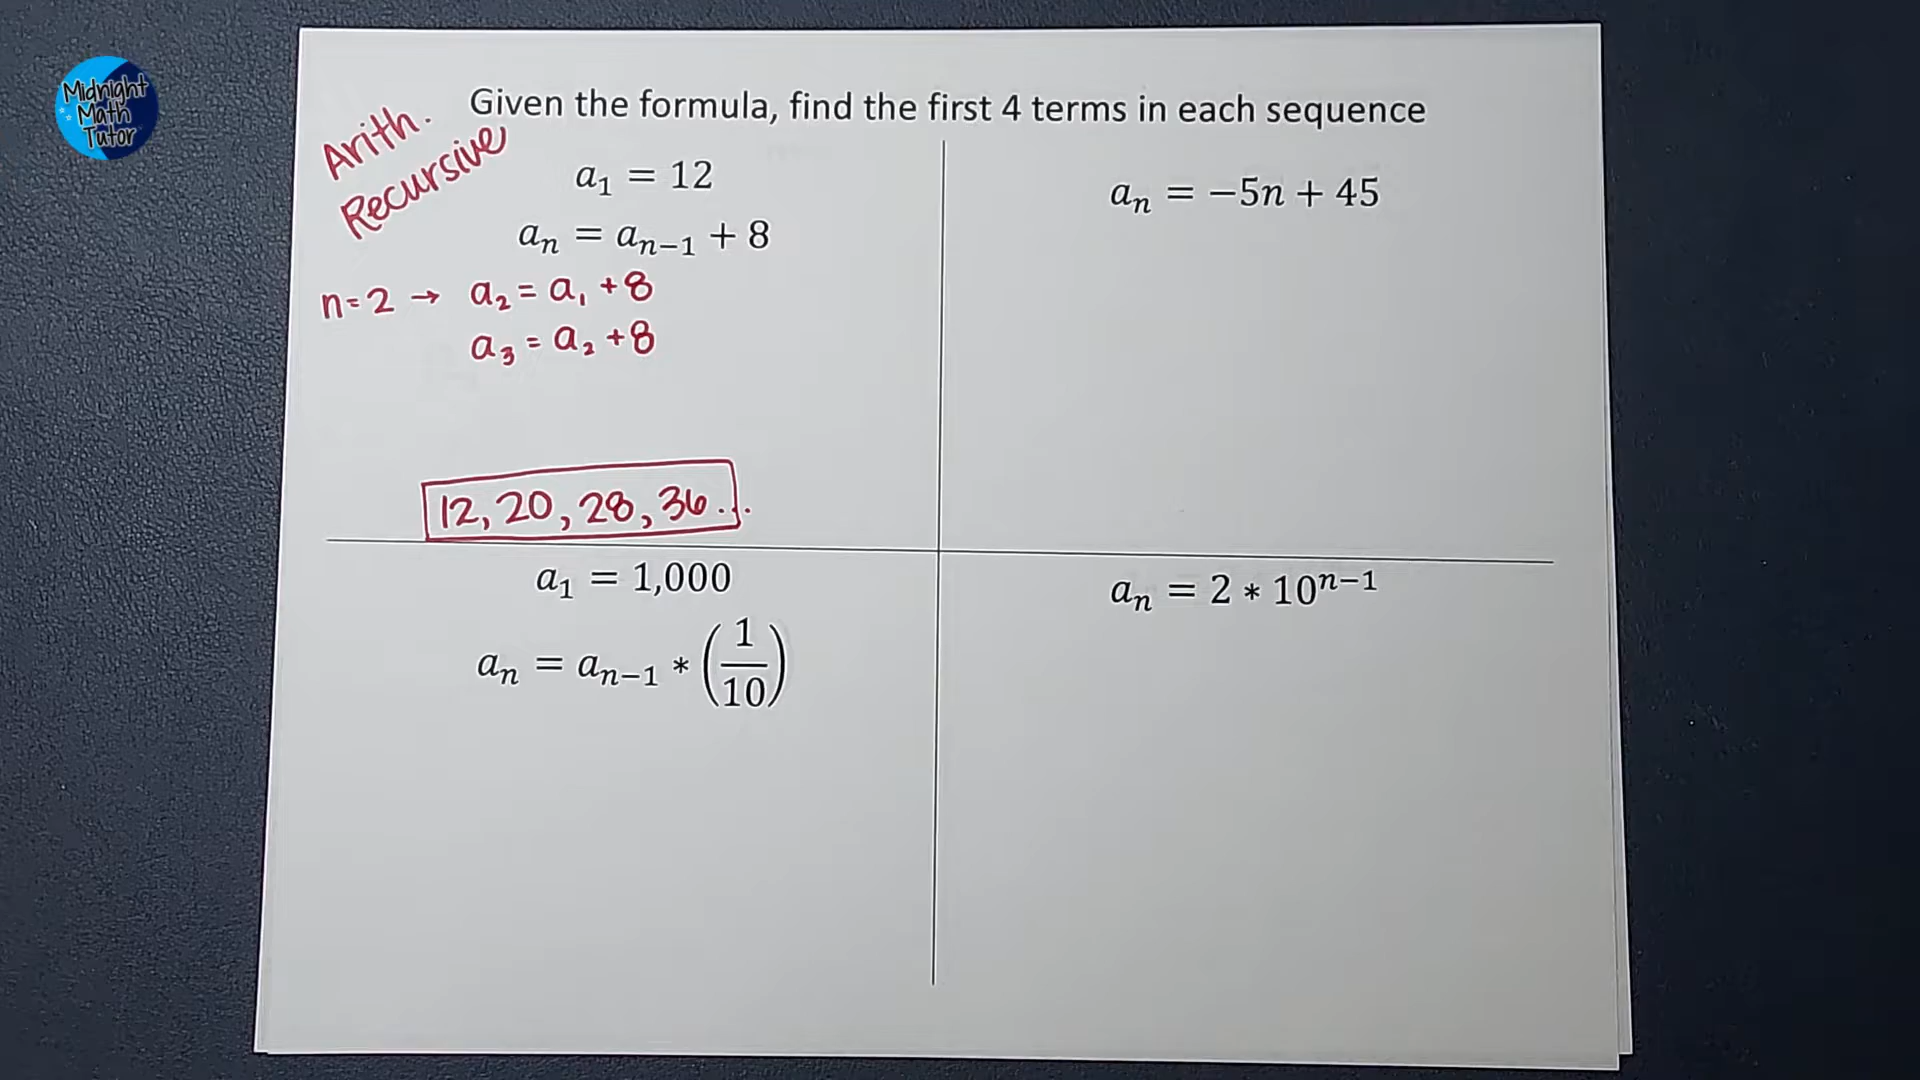 Midnight
Math
Tutor
Given the formula, find the first 4 terms in each sequence
Arith.
Recursive
a₁ = 12
aₙ = aₙ₋₁ + 8
n=2 → a₂ = a₁ + 8
a₃ = a₂ + 8
12, 20, 28, 36...
aₙ = −5n + 45
a₁ = 1,000
aₙ = aₙ₋₁ * (1/10)
aₙ = 2 * 10ⁿ⁻¹